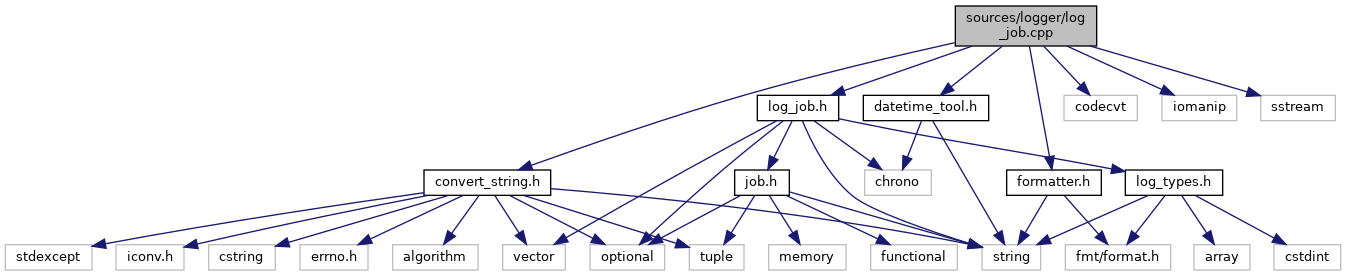 sources/logger/log
_job.cpp
log_job.h
datetime_tool.h
codecvt
iomanip
sstream
convert_string.h
job.h
chrono
formatter.h
log_types.h
stdexcept
iconv.h
cstring
errno.h
algorithm
vector
optional
tuple
memory
functional
string
fmt/format.h
array
cstdint